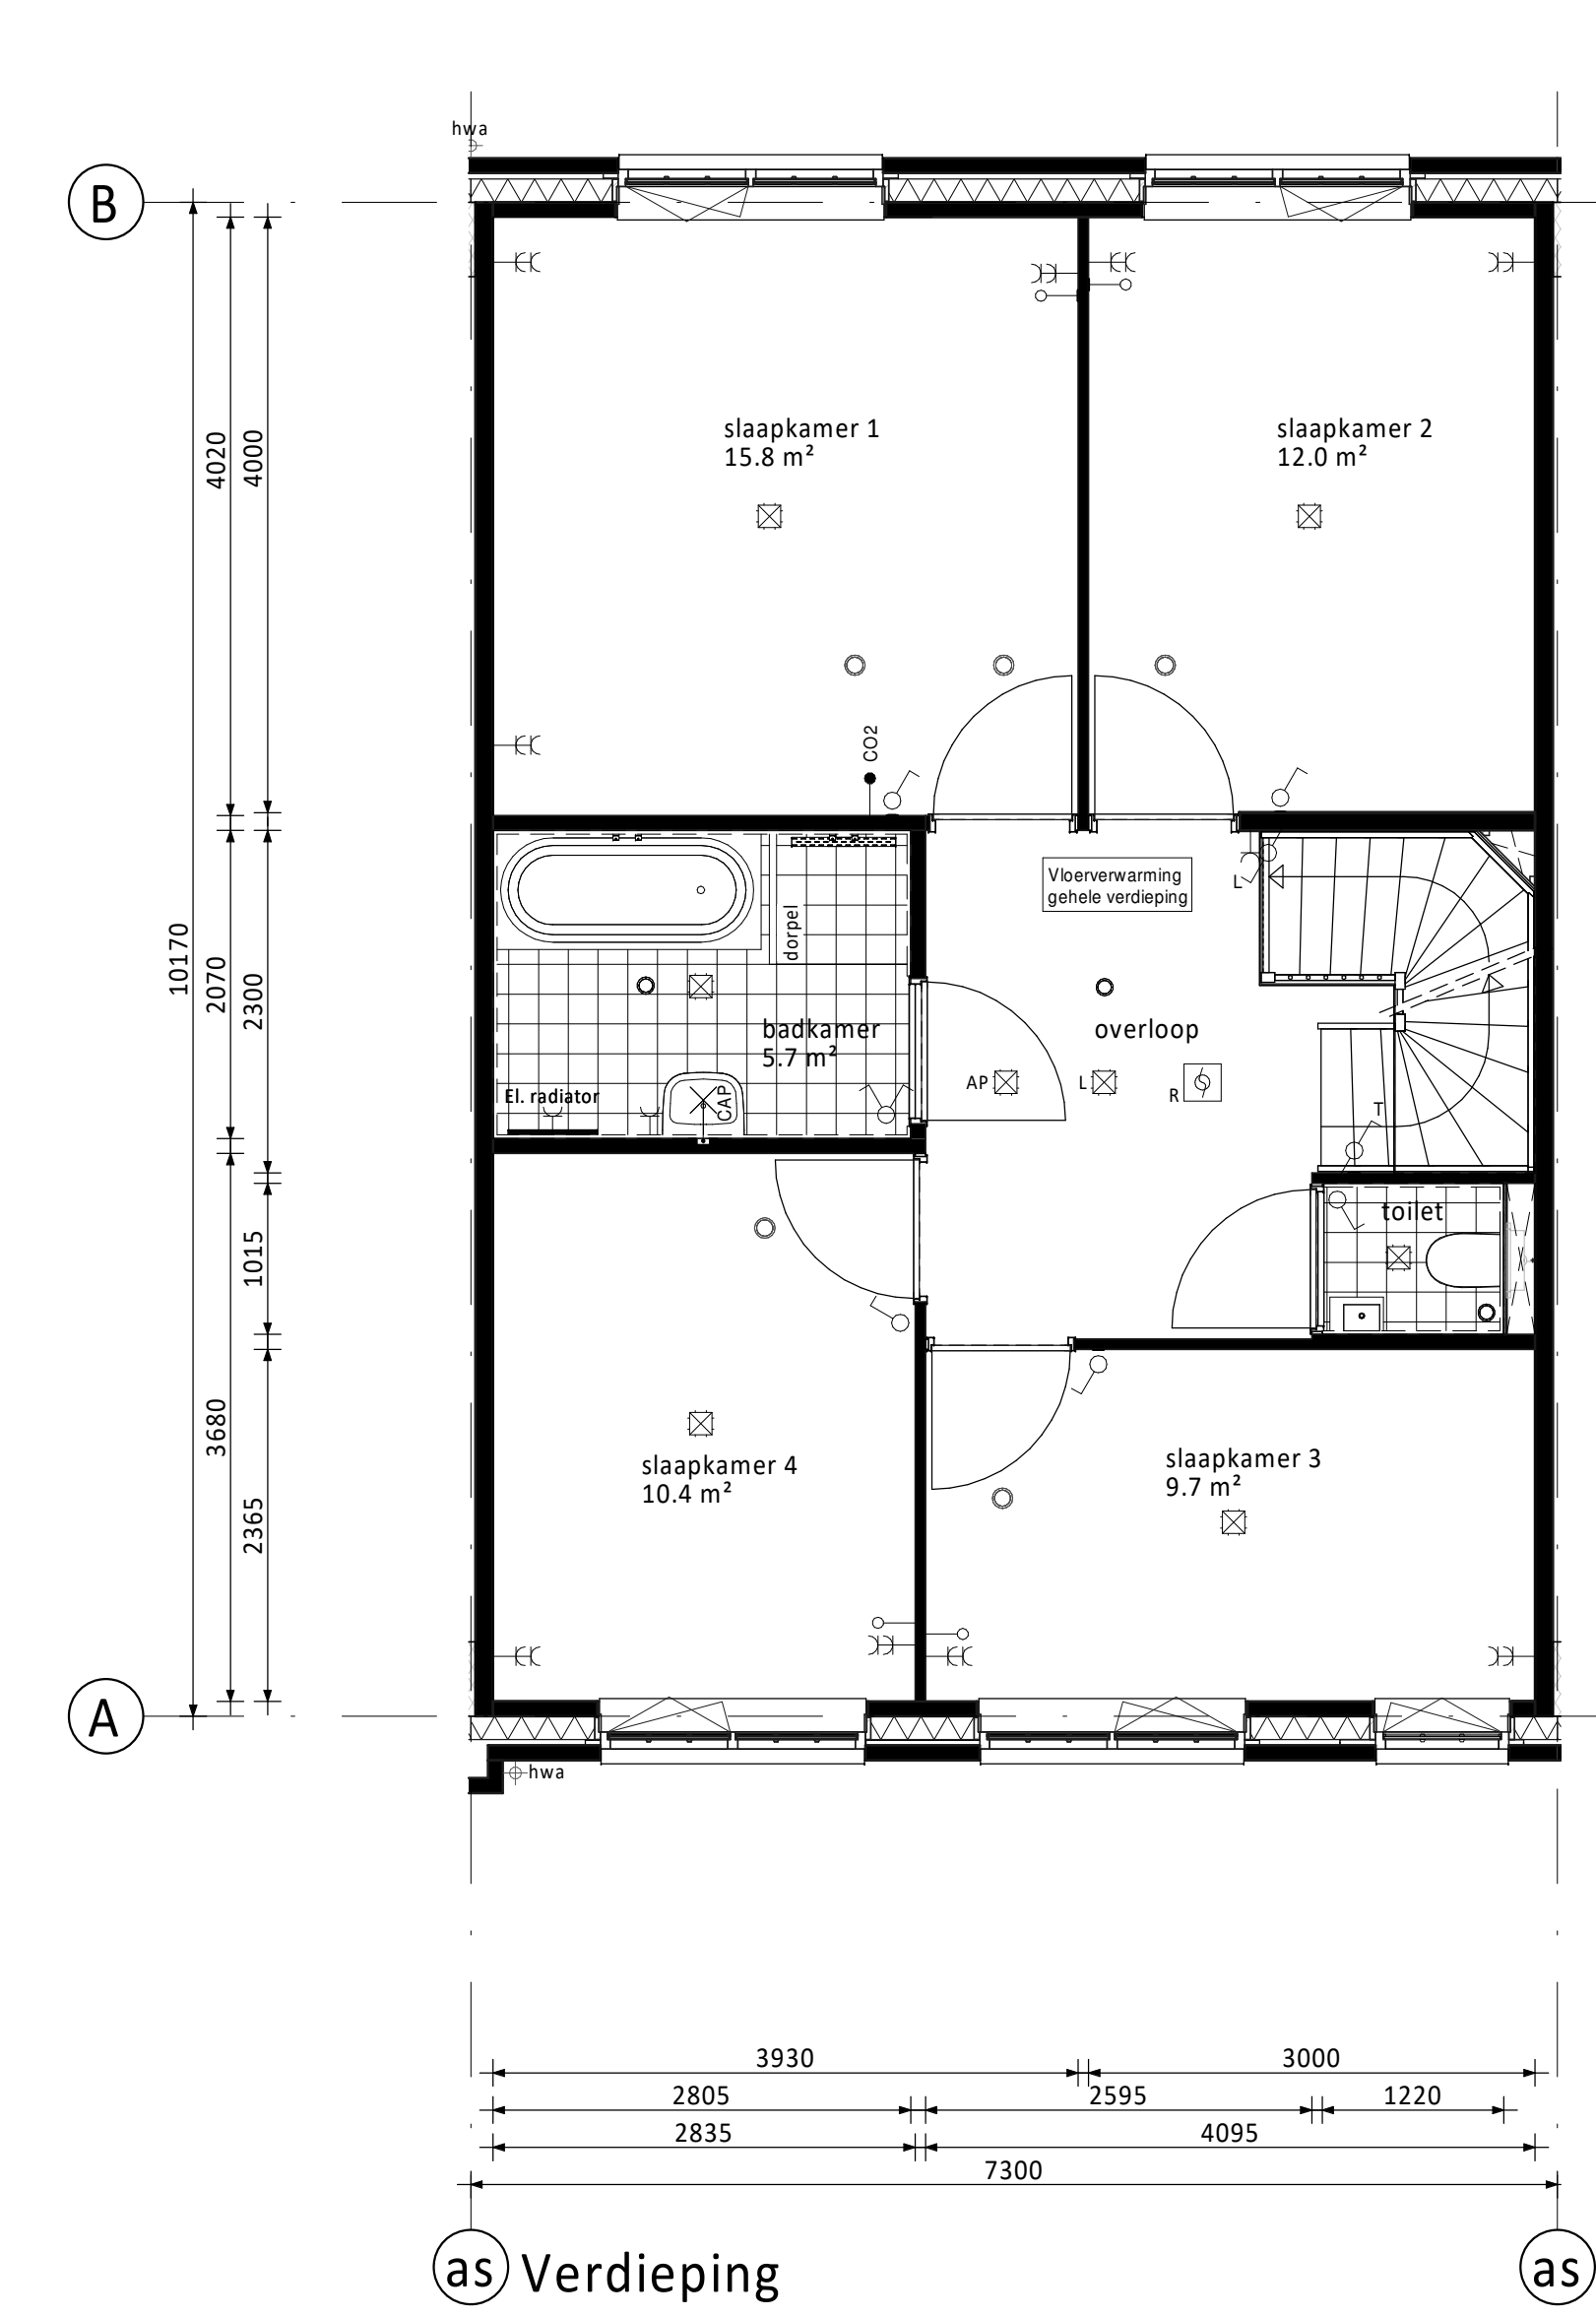 hwa
B
slaapkamer 1
15.8 m²
slaapkamer 2
12.0 m²
4020
4000
CO2
Vloerverwarming
gehele verdieping
L
dorpel
10170
2070
2300
badkamer
5.7 m²
overloop
El. radiator
CAP
AP
L
R
T
toilet
1015
3680
slaapkamer 4
10.4 m²
slaapkamer 3
9.7 m²
2365
A
hwa
3930
3000
2805
2595
1220
2835
4095
7300
as
Verdieping
as